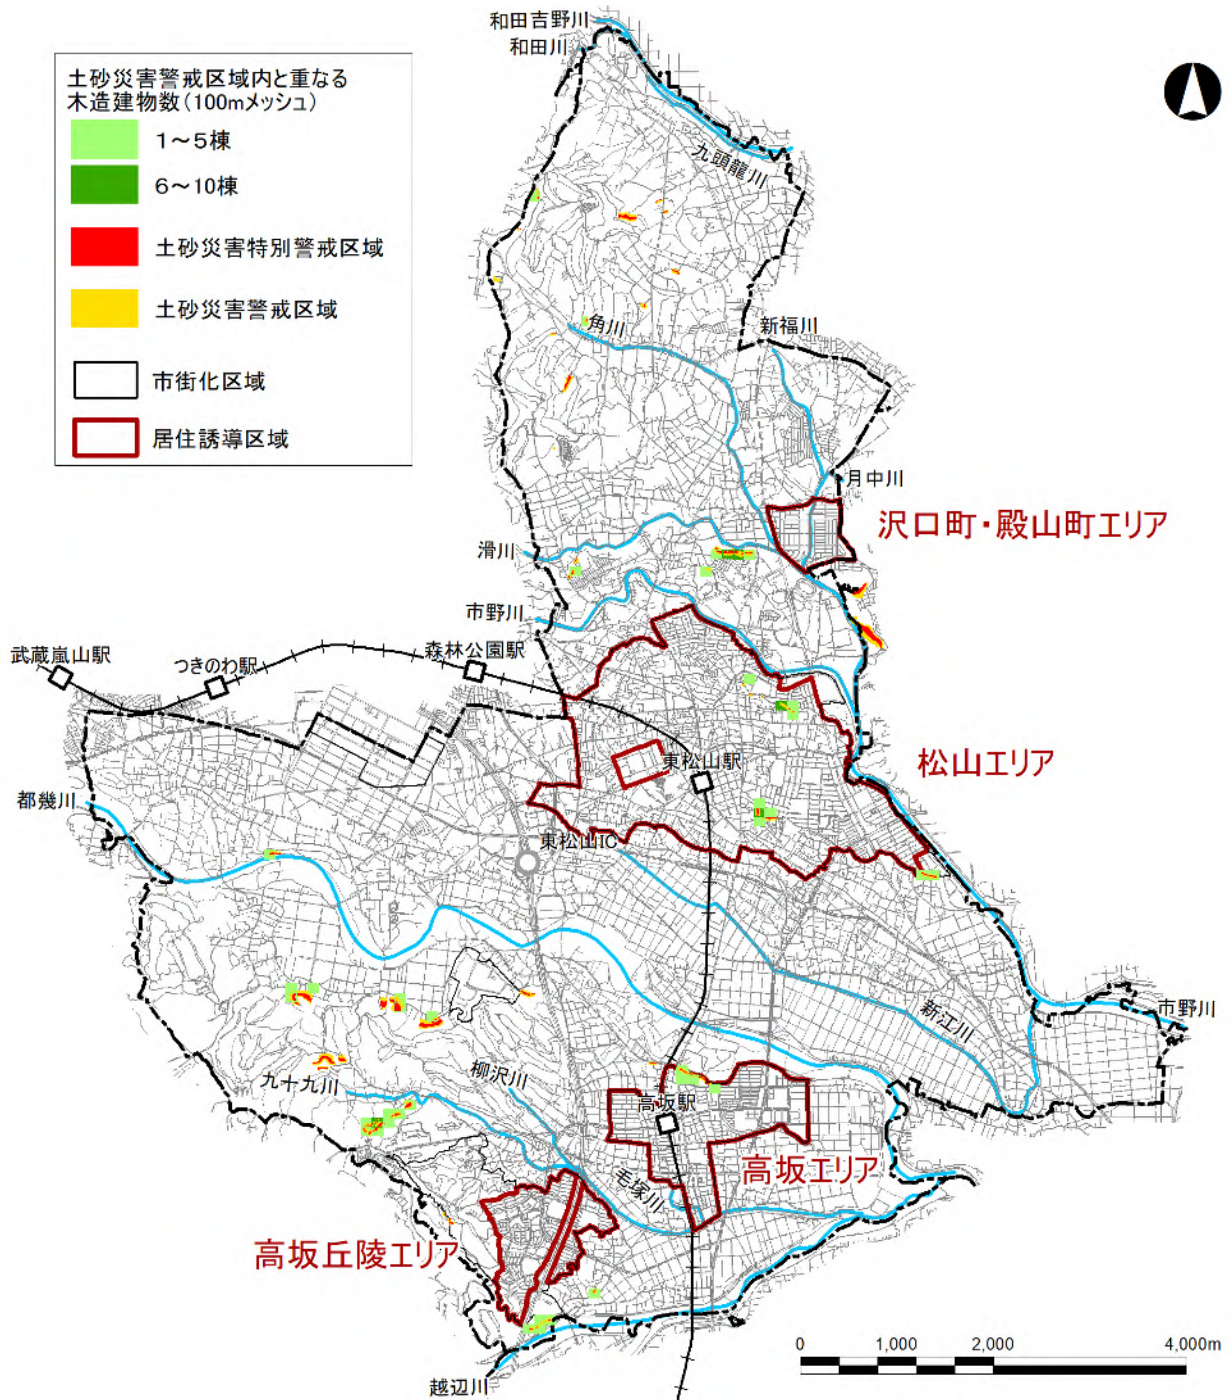 和田吉野川
和田川
土砂災害警戒区域内と重なる
木造建物数(100mメッシュ)
1～5棟
6～10棟
土砂災害特別警戒区域
土砂災害警戒区域
市街化区域
居住誘導区域
九頭龍川
角川
新福川
月中川
沢口町・殿山町エリア
滑川
市野川
武蔵嵐山駅
つきのわ駅
森林公園駅
東松山駅
松山エリア
都幾川
東松山IC
新江川
市野川
九十九川
柳沢川
高坂駅
高坂エリア
毛塚川
高坂丘陵エリア
越辺川
0 1,000 2,000 4,000m